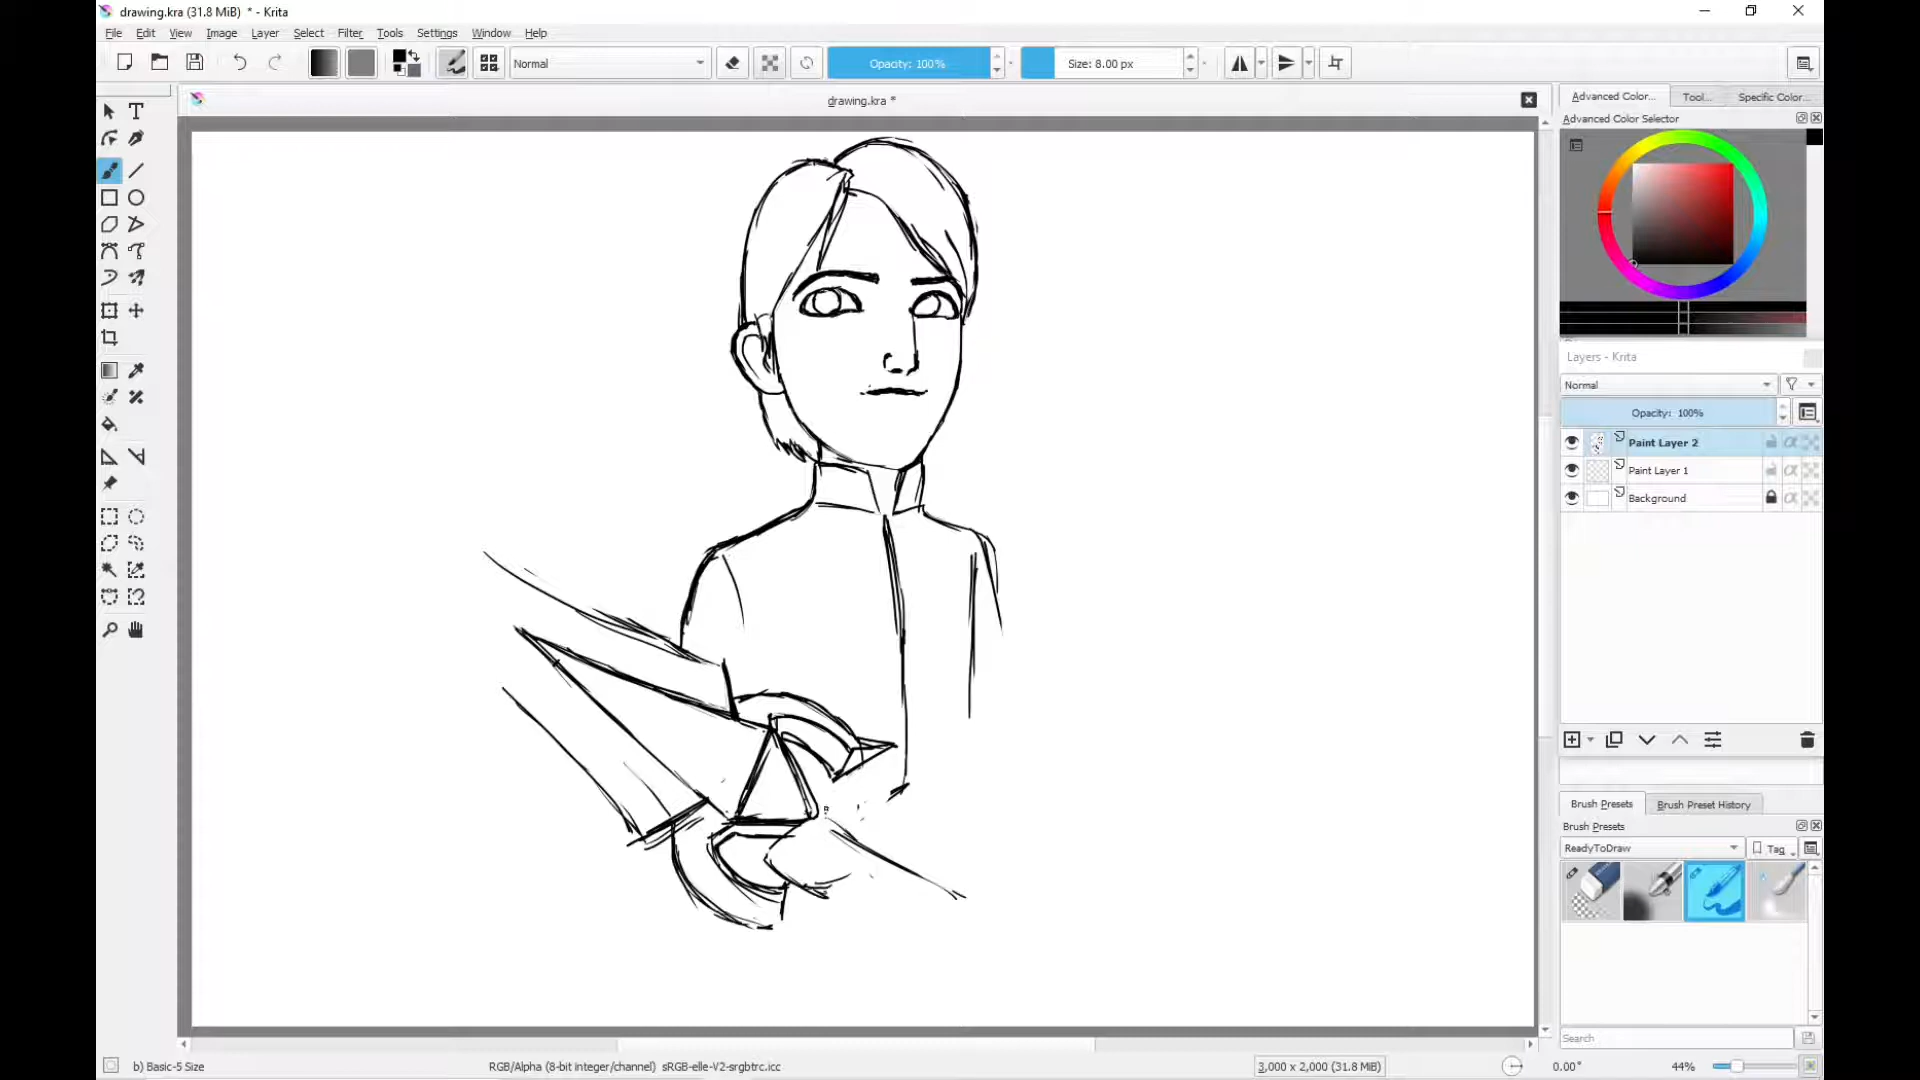 drawing.kra (31.8 MiB) * - Krita
File Edit View Image Layer Select Filter Tools Settings Window Help
Normal
Opacity: 100%
Size: 8.00 px
drawing.kra *
Advanced Color... Tool... Specific Color...
Advanced Color Selector
Layers - Krita
Normal
Opacity: 100%
Paint Layer 2
Paint Layer 1
Background
Brush Presets Brush Preset History
Brush Presets
ReadyToDraw Tag
Search
b) Basic-5 Size RGB/Alpha (8-bit integer/channel) sRGB-elle-V2-srgbtrc.icc 3,000 x 2,000 (31.8 MiB) 0.00° 44%